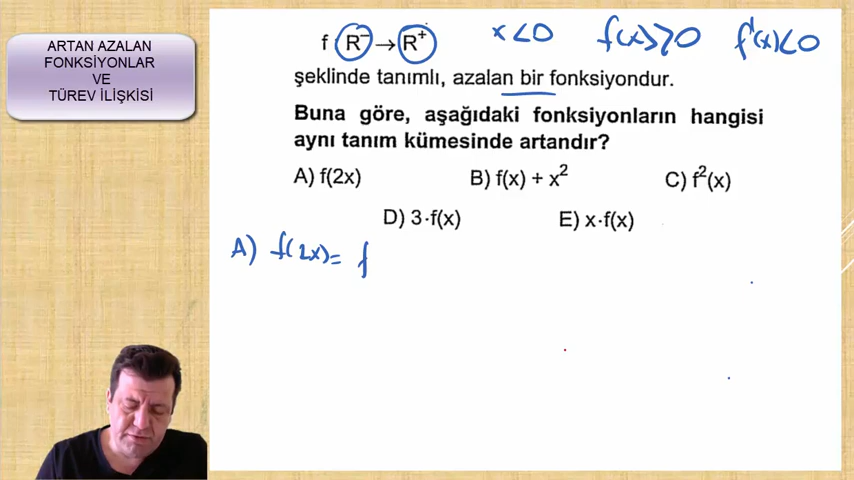 ARTAN AZALAN
FONKSİYONLAR
VE
TÜREV İLİŞKİSİ
f R⁻ → R⁺ x<0 f(x)>0 f'(x)<0
şeklinde tanımlı, azalan bir fonksiyondur.
Buna göre, aşağıdaki fonksiyonların hangisi
aynı tanım kümesinde artandır?
A) f(2x) B) f(x) + x² C) f²(x)
D) 3·f(x) E) x·f(x)
A) f(2x) = f